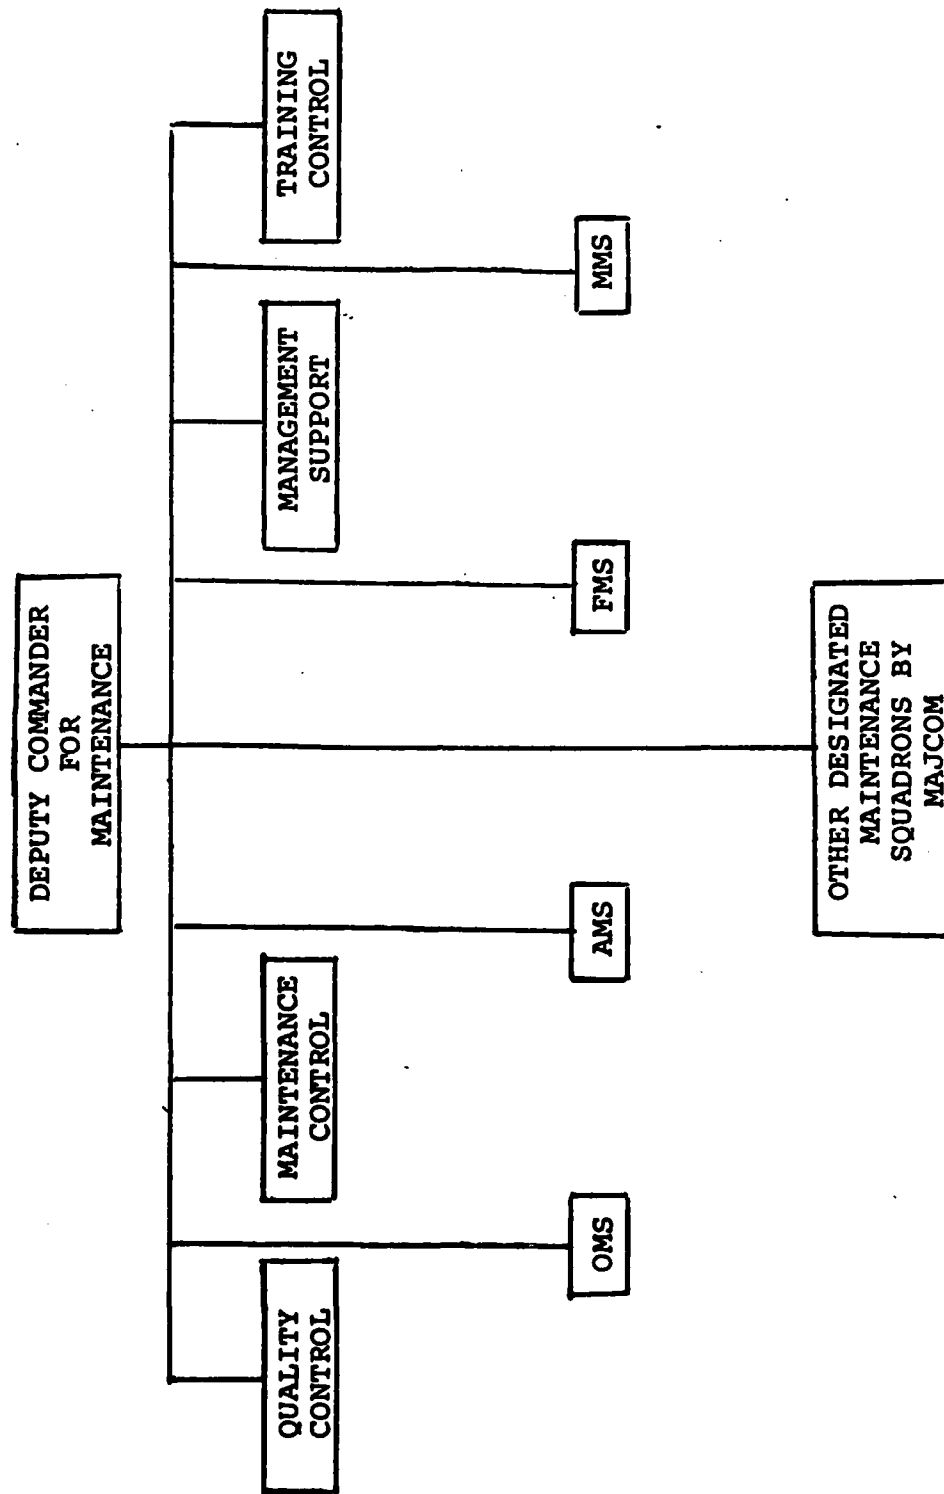 DEPUTY COMMANDER
FOR
MAINTENANCE
QUALITY
CONTROL
MAINTENANCE
CONTROL
MANAGEMENT
SUPPORT
TRAINING
CONTROL
OMS
AMS
FMS
MMS
OTHER DESIGNATED
MAINTENANCE
SQUADRONS BY
MAJCOM